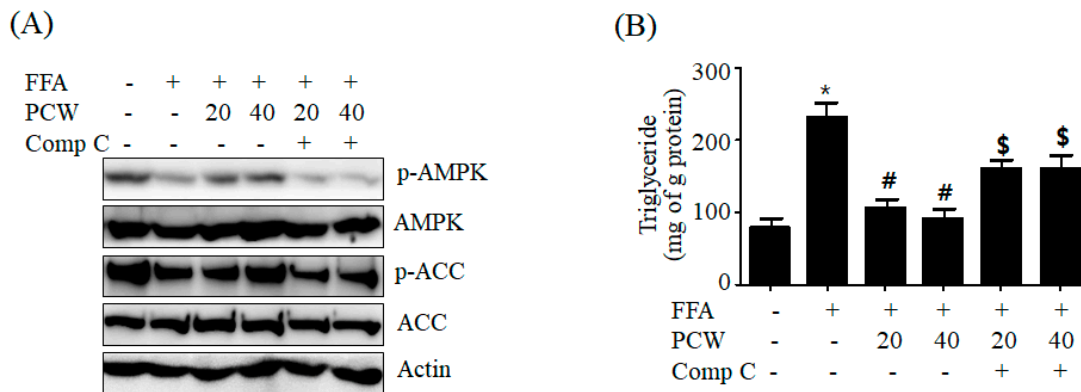 (A)
FFA - + + + + +
PCW - - 20 40 20 40
Comp C - - - - + +
p-AMPK
AMPK
p-ACC
ACC
Actin
(B)
Triglyceride
(mg of g protein)
300
200
100
0
* # # $ $
FFA - + + + + +
PCW - - 20 40 20 40
Comp C - - - - + +